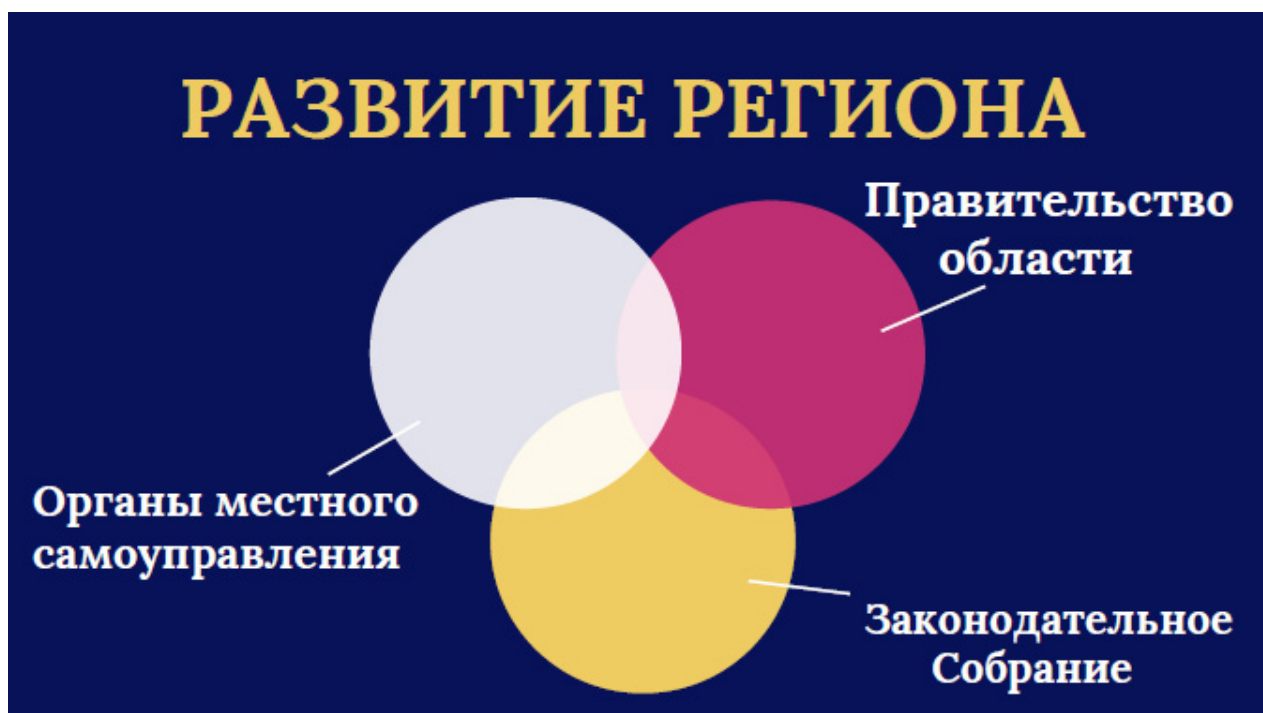 РАЗВИТИЕ РЕГИОНА
Правительство
области
Органы местного
самоуправления
Законодательное
Собрание